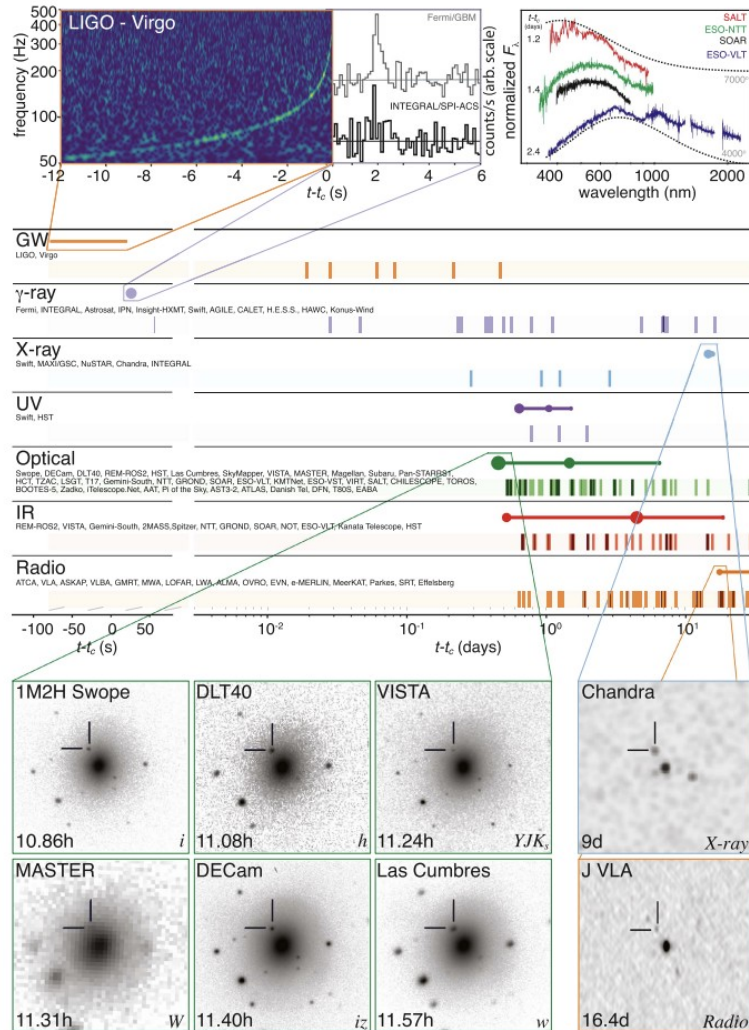 LIGO - Virgo
frequency (Hz)
500
400
300
200
100
50
-12 -10 -8 -6 -4 -2 0 2 4 6
t-tc (s)
Fermi/GBM
INTEGRAL/SPI-ACS
counts/s (arb. scale)
normalized Fλ
t-tc
(days)
1.2
1.4
2.4
SALT
ESO-NTT
SOAR
ESO-VLT
7000°
4000°
400 600 1000 2000
wavelength (nm)
GW
LIGO, Virgo
γ-ray
Fermi, INTEGRAL, Astrosat, IPN, Insight-HXMT, Swift, AGILE, CALET, H.E.S.S., HAWC, Konus-Wind
X-ray
Swift, MAXI/GSC, NuSTAR, Chandra, INTEGRAL
UV
Swift, HST
Optical
Swope, DECam, DLT40, REM-ROS2, HST, Las Cumbres, SkyMapper, VISTA, MASTER, Magellan, Subaru, Pan-STARRS1,
HCT, TZAC, LSGT, T17, Gemini-South, NTT, GROND, SOAR, ESO-VLT, KMTNet, ESO-VST, VIRT, SALT, CHILESCOPE, TOROS,
BOOTES-5, Zadko, iTelescope.Net, AAT, PI of the Sky, AST3-2, ATLAS, Danish Tel, DFN, T80S, EABA
IR
REM-ROS2, VISTA, Gemini-South, 2MASS,Spitzer, NTT, GROND, SOAR, NOT, ESO-VLT, Kanata Telescope, HST
Radio
ATCA, VLA, ASKAP, VLBA, GMRT, MWA, LOFAR, LWA, ALMA, OVRO, EVN, e-MERLIN, MeerKAT, Parkes, SRT, Effelsberg
-100 -50 0 50 10⁻² 10⁻¹ 10⁰ 10¹
t-tc (s) t-tc (days)
1M2H Swope
10.86h i
DLT40
11.08h h
VISTA
11.24h YJKs
Chandra
9d X-ray
MASTER
11.31h W
DECam
11.40h iz
Las Cumbres
11.57h w
J VLA
16.4d Radio